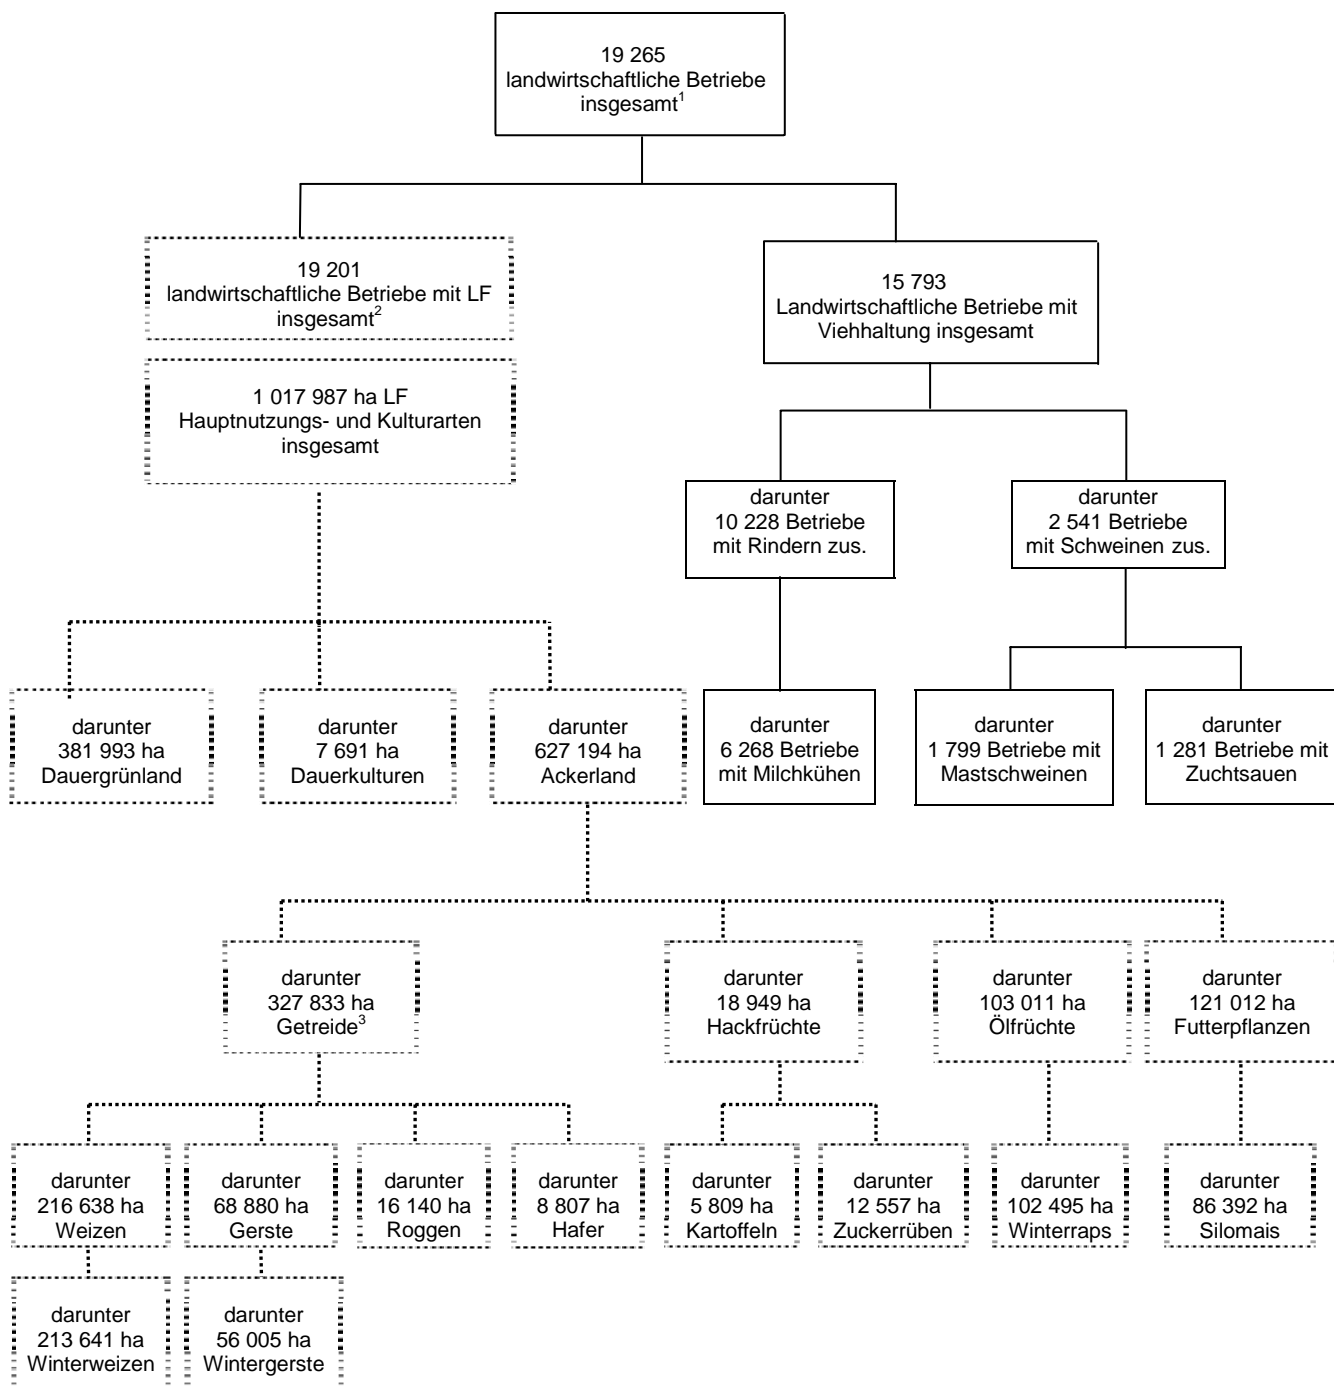 19 265
landwirtschaftliche Betriebe
insgesamt¹
19 201
landwirtschaftliche Betriebe mit LF
insgesamt²
15 793
Landwirtschaftliche Betriebe mit
Viehhaltung insgesamt
1 017 987 ha LF
Hauptnutzungs- und Kulturarten
insgesamt
darunter
10 228 Betriebe
mit Rindern zus.
darunter
2 541 Betriebe
mit Schweinen zus.
darunter
381 993 ha
Dauergrünland
darunter
7 691 ha
Dauerkulturen
darunter
627 194 ha
Ackerland
darunter
6 268 Betriebe
mit Milchkühen
darunter
1 799 Betriebe mit
Mastschweinen
darunter
1 281 Betriebe mit
Zuchtsauen
darunter
327 833 ha
Getreide³
darunter
18 949 ha
Hackfrüchte
darunter
103 011 ha
Ölfrüchte
darunter
121 012 ha
Futterpflanzen
darunter
216 638 ha
Weizen
darunter
68 880 ha
Gerste
darunter
16 140 ha
Roggen
darunter
8 807 ha
Hafer
darunter
5 809 ha
Kartoffeln
darunter
12 557 ha
Zuckerrüben
darunter
102 495 ha
Winterraps
darunter
86 392 ha
Silomais
darunter
213 641 ha
Winterweizen
darunter
56 005 ha
Wintergerste